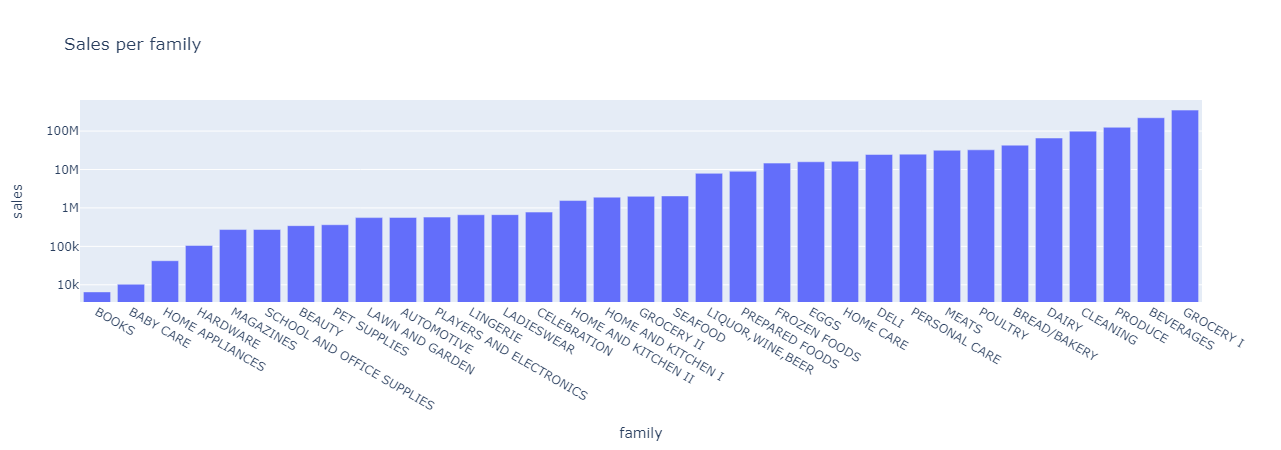 Sales per family
sales
100M
10M
1M
100k
10k
BOOKS
BABY CARE
HOME APPLIANCES
HARDWARE
MAGAZINES
SCHOOL AND OFFICE SUPPLIES
BEAUTY
PET SUPPLIES
LAWN AND GARDEN
AUTOMOTIVE
PLAYERS AND ELECTRONICS
LINGERIE
LADIESWEAR
CELEBRATION
HOME AND KITCHEN II
HOME AND KITCHEN I
GROCERY II
SEAFOOD
LIQUOR,WINE,BEER
PREPARED FOODS
FROZEN FOODS
EGGS
HOME CARE
DELI
PERSONAL CARE
MEATS
POULTRY
BREAD/BAKERY
DAIRY
CLEANING
PRODUCE
BEVERAGES
GROCERY I
family